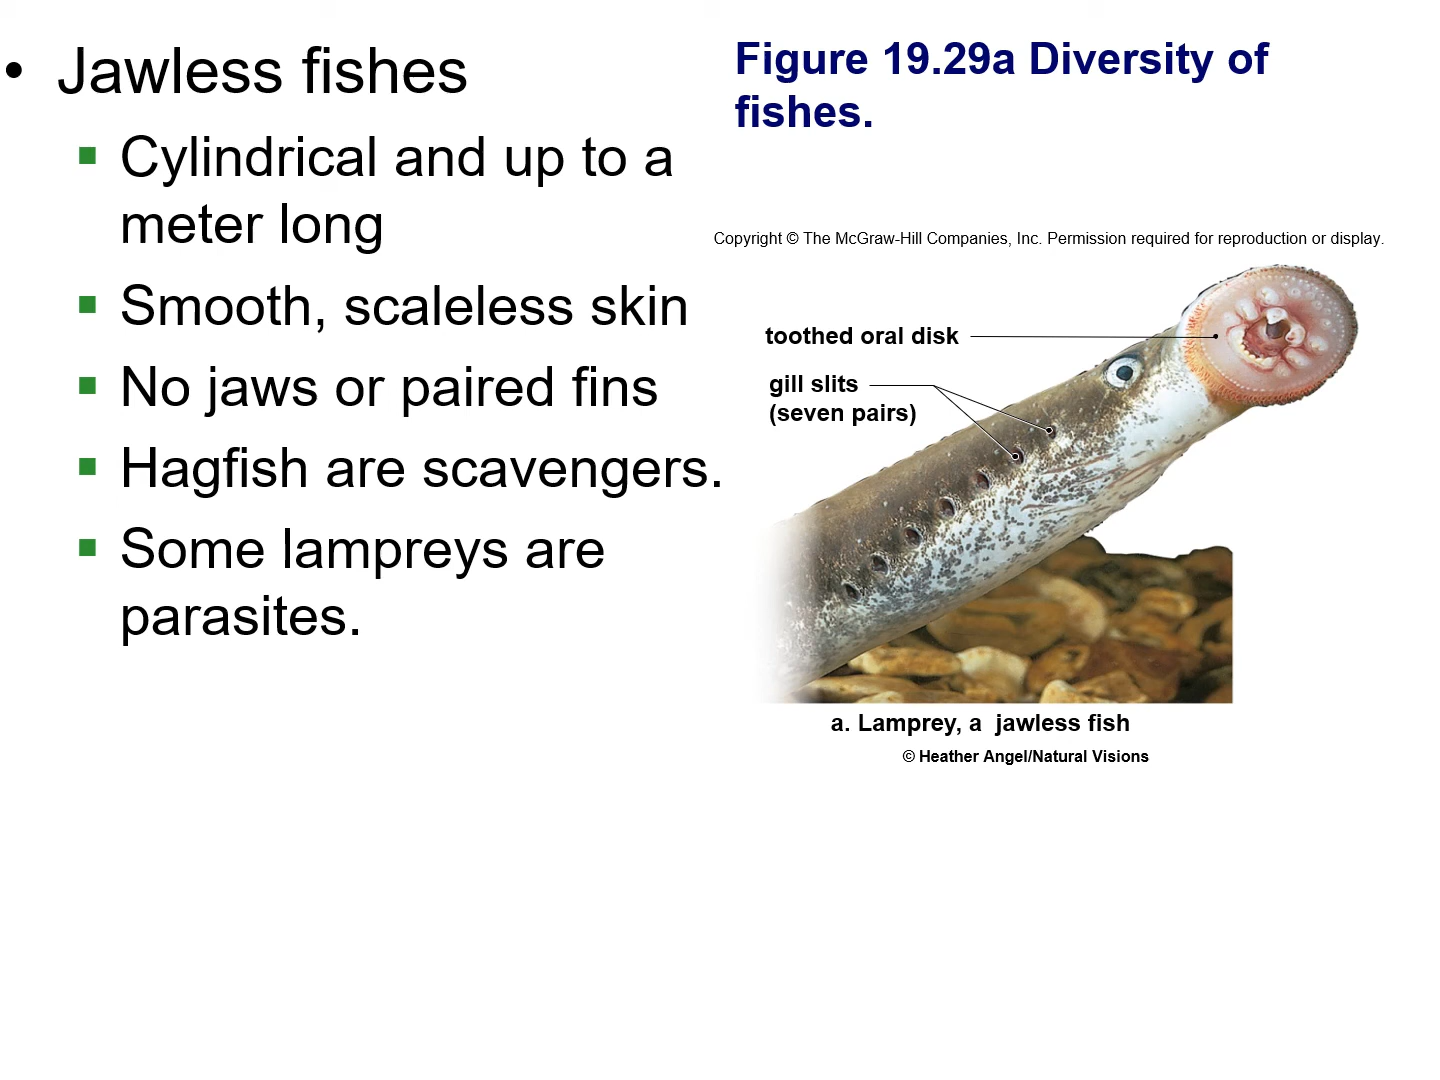 • Jawless fishes
▪ Cylindrical and up to a
meter long
▪ Smooth, scaleless skin
▪ No jaws or paired fins
▪ Hagfish are scavengers.
▪ Some lampreys are
parasites.
Figure 19.29a Diversity of
fishes.
Copyright © The McGraw-Hill Companies, Inc. Permission required for reproduction or display.
toothed oral disk
gill slits
(seven pairs)
a. Lamprey, a  jawless fish
© Heather Angel/Natural Visions